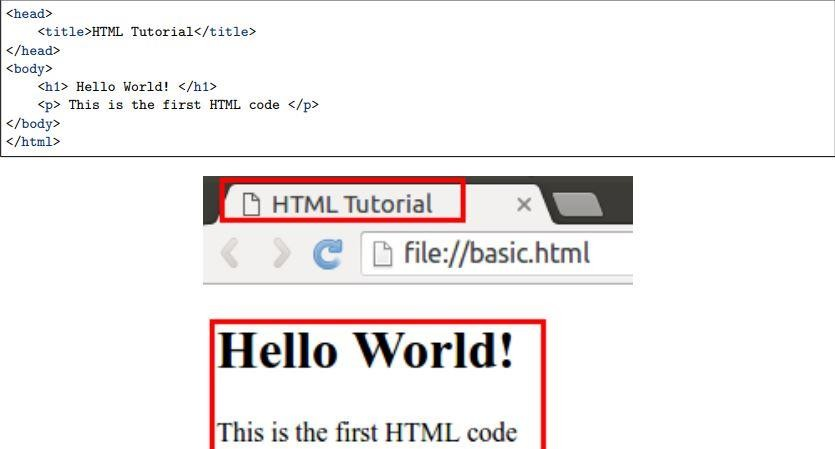 <head>
    <title>HTML Tutorial</title>
</head>
<body>
    <h1> Hello World! </h1>
    <p> This is the first HTML code </p>
</body>
</html>
HTML Tutorial ×
file://basic.html
Hello World!
This is the first HTML code